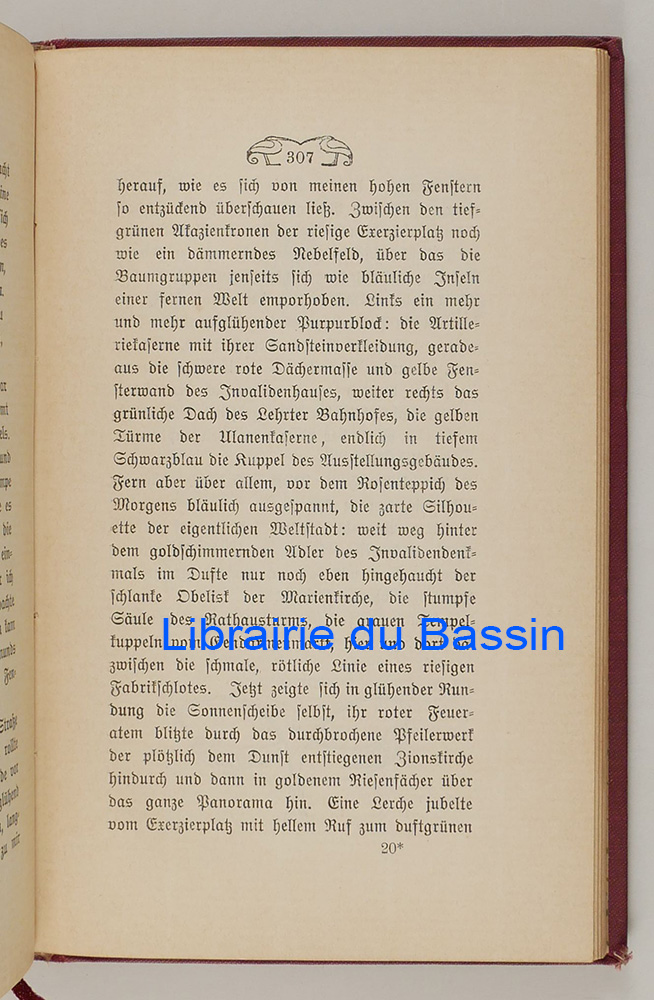 307
herauf, wie es sich von meinen hohen Fenstern
so entzückend überschauen ließ. Zwischen den tief-
grünen Akazienkronen der riesige Exerzierplatz noch
wie ein dämmerndes Nebelfeld, über das die
Baumgruppen jenseits sich wie bläuliche Inseln
einer fernen Welt emporhoben. Links ein mehr
und mehr aufglühender Purpurblock: die Artille-
riekaserne mit ihrer Sandsteinverkleidung, gerade-
aus die schwere rote Dächermasse und gelbe Fen-
sterwand des Invalidenhauses, weiter rechts das
grünliche Dach des Lehrter Bahnhofes, die gelben
Türme der Ulanenkaserne, endlich in tiefem
Schwarzblau die Kuppel des Ausstellungsgebäudes.
Fern aber über allem, vor dem Rosenteppich des
Morgens bläulich ausgespannt, die zarte Silhou-
ette der eigentlichen Weltstadt: weit weg hinter
dem goldschimmernden Adler des Invalidendenk-
mals im Dufte nur noch eben hingehaucht der
schlanke Obelisk der Marienkirche, die stumpfe
Säule des Rathausturms, die grauen Tempel-
kuppeln vom Gendarmenmarkt, hier und dort da-
Librairie du Bassin
zwischen die schmale, rötliche Linie eines riesigen
Fabrikschlotes. Jetzt zeigte sich in glühender Run-
dung die Sonnenscheibe selbst, ihr roter Feuer-
atem blitzte durch das durchbrochene Pfeilerwerk
der plötzlich dem Dunst entstiegenen Zionskirche
hindurch und dann in goldenem Riesenfächer über
das ganze Panorama hin. Eine Lerche jubelte
vom Exerzierplatz mit hellem Ruf zum duftgrünen
20*